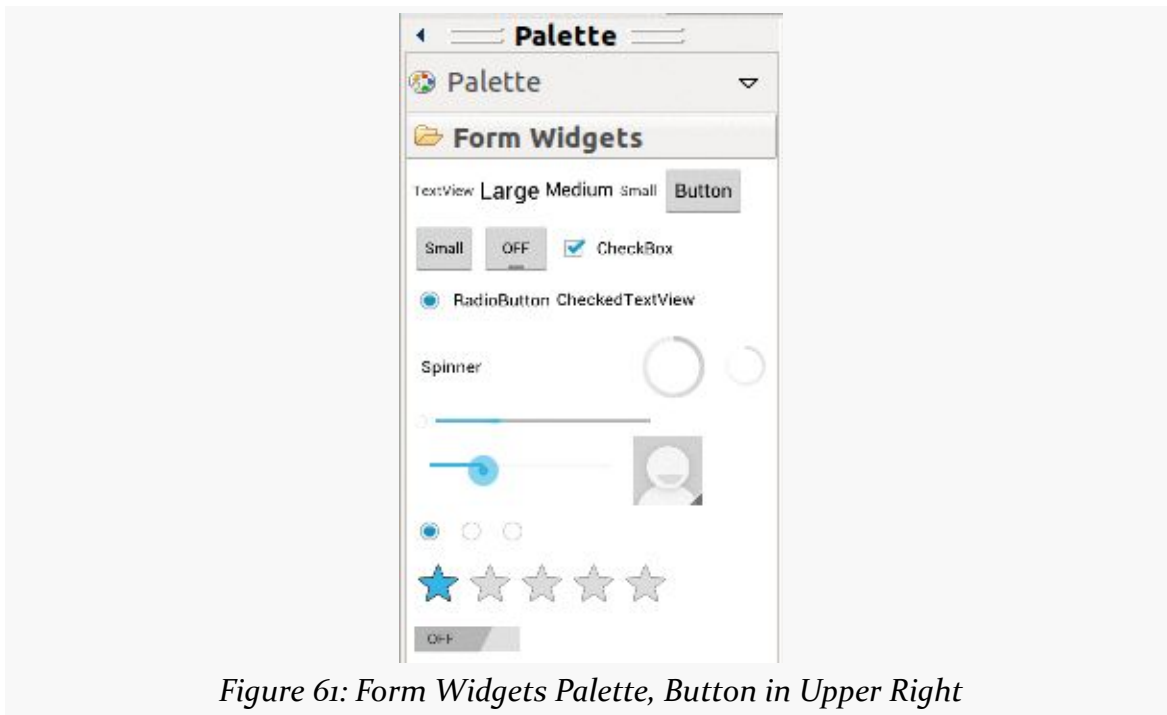 Palette
Palette
Form Widgets
TextView Large Medium Small Button
Small OFF CheckBox
RadioButton CheckedTextView
Spinner
OFF
Figure 61: Form Widgets Palette, Button in Upper Right